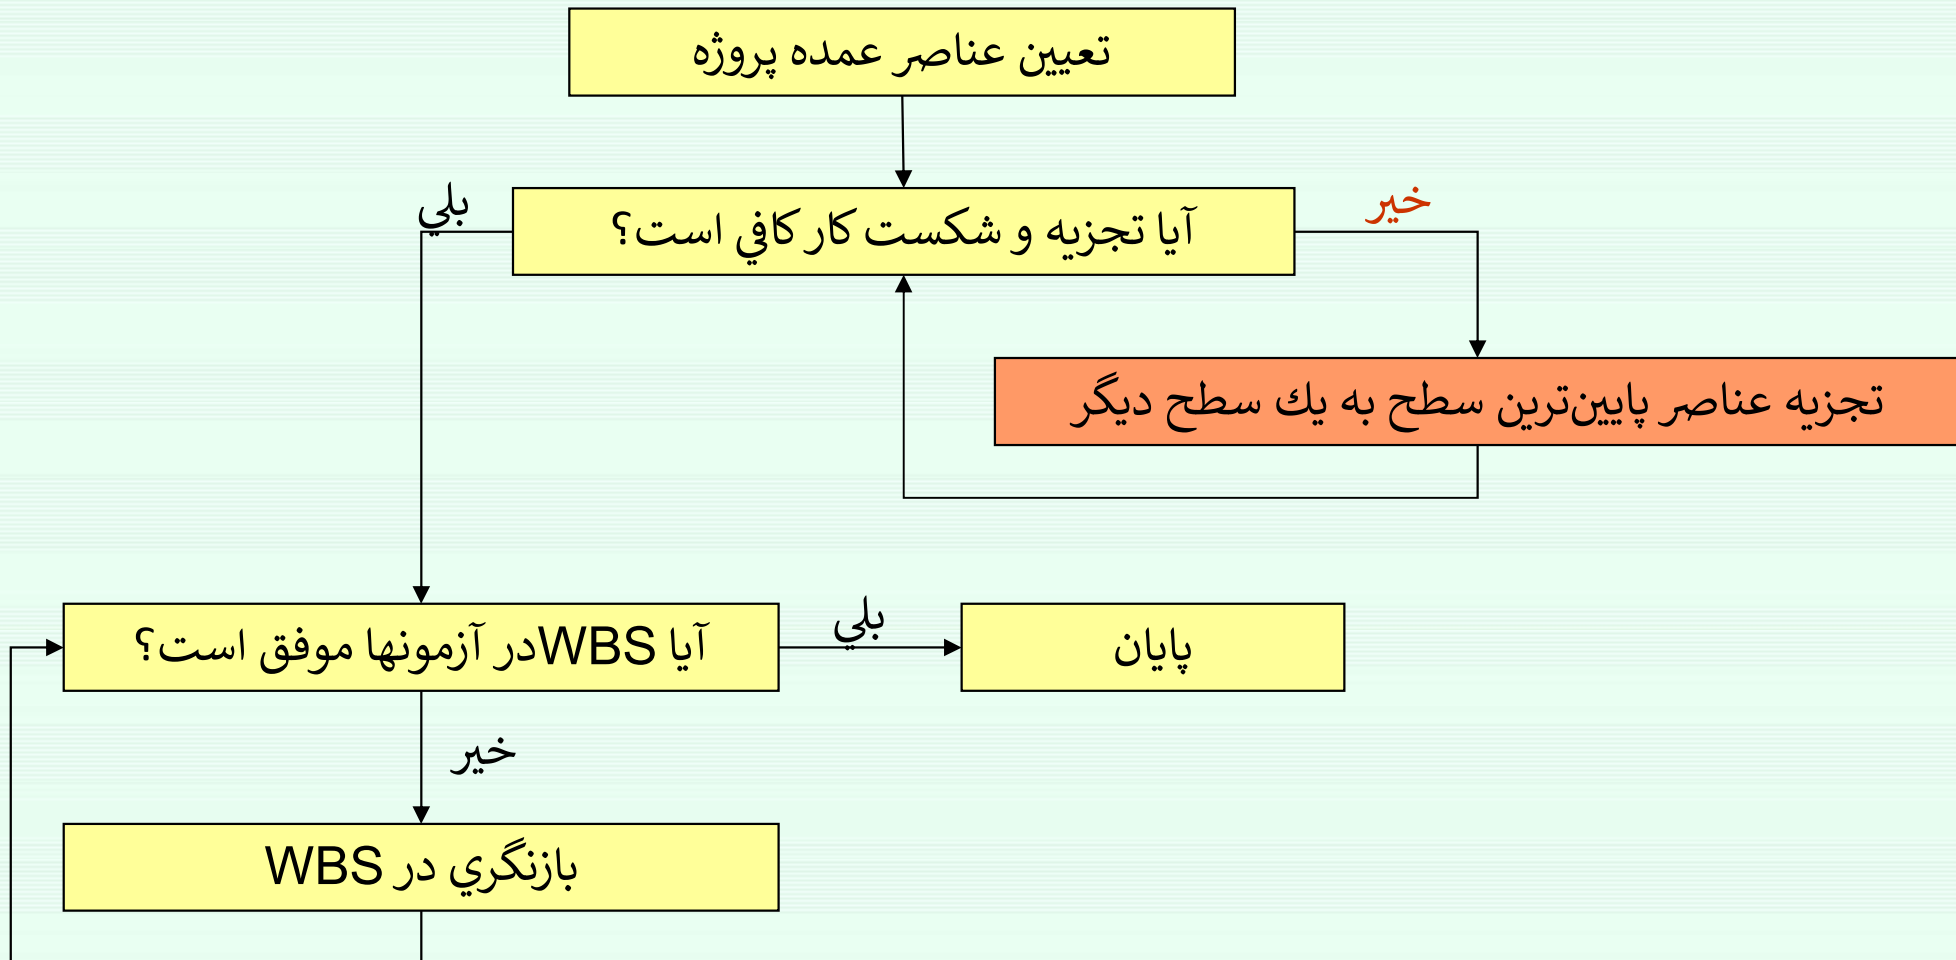 تعيين عناصر عمده پروژه
خير
آيا تجزيه و شكست كار كافي است؟
بلي
تجزيه عناصر پايين‌ترين سطح به يك سطح ديگر
پايان
بلي
آيا WBSدر آزمونها موفق است؟
خير
بازنگري در WBS